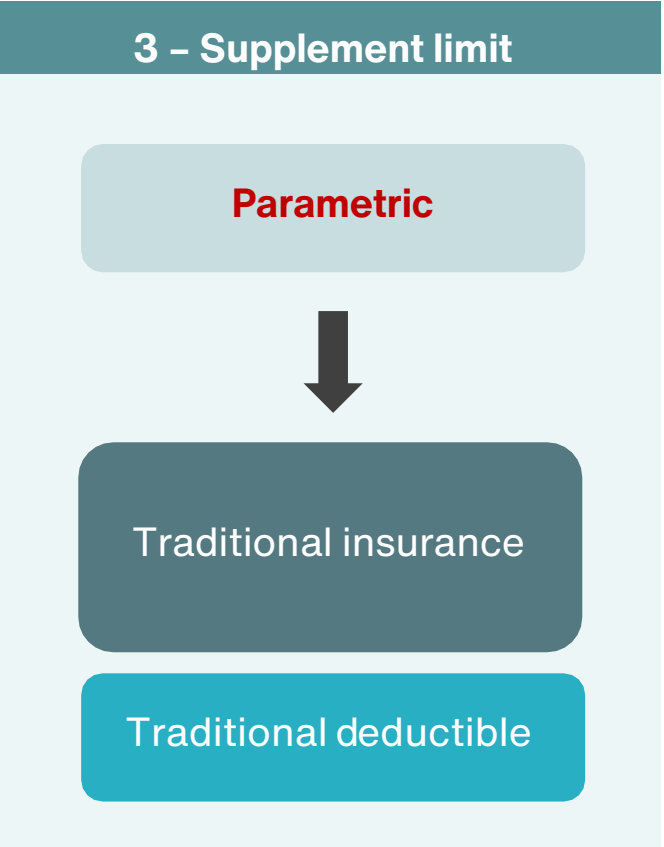 3 – Supplement limit
Parametric
Traditional insurance
Traditional deductible